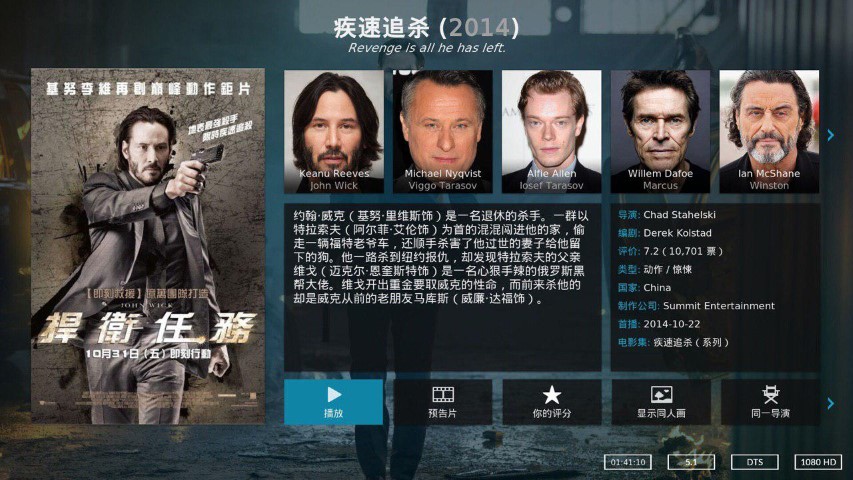 疾速追杀 (2014)
Revenge is all he has left.
基努李維再創巔峰動作鉅片
地表最強殺手
獵時疾速追殺
【即刻救援】京萬團隊打造
JOHN WICK
捍衛任務
10月31日（五）即刻行動
Keanu Reeves
John Wick
Michael Nyqvist
Viggo Tarasov
Alfie Allen
Iosef Tarasov
Willem Dafoe
Marcus
Ian McShane
Winston
约翰·威克（基努·里维斯饰）是一名退休的杀手。一群以
特拉索夫（阿尔菲·艾伦饰）为首的混混闯进他的家，偷
走一辆福特老爷车，还顺手杀害了他过世的妻子给他留
下的狗。他一路杀到纽约报仇，却发现特拉索夫的父亲
维戈（迈克尔·恩奎斯特饰）是一名心狠手辣的俄罗斯黑
帮大佬。维戈开出重金要取威克的性命，而前来杀他的
却是威克从前的老朋友马库斯（威廉·达福饰）。
导演: Chad Stahelski
编剧: Derek Kolstad
评价: 7.2 ( 10,701 票 )
类型: 动作 / 惊悚
国家: China
制作公司: Summit Entertainment
首播: 2014-10-22
电影集: 疾速追杀（系列）
播放
预告片
你的评分
显示同人画
同一导演
01:41:10
5.1
DTS
1080 HD